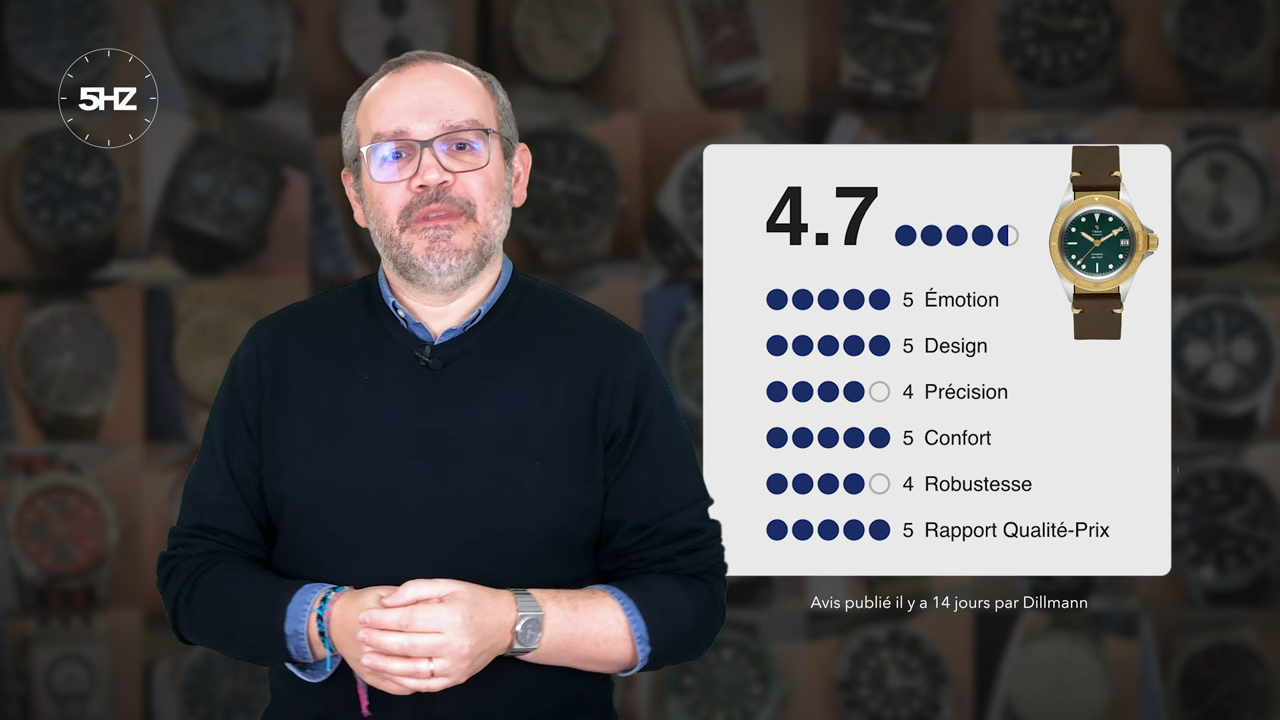 5HZ
4.7
5 Émotion
5 Design
4 Précision
5 Confort
4 Robustesse
5 Rapport Qualité-Prix
Avis publié il y a 14 jours par Dillmann